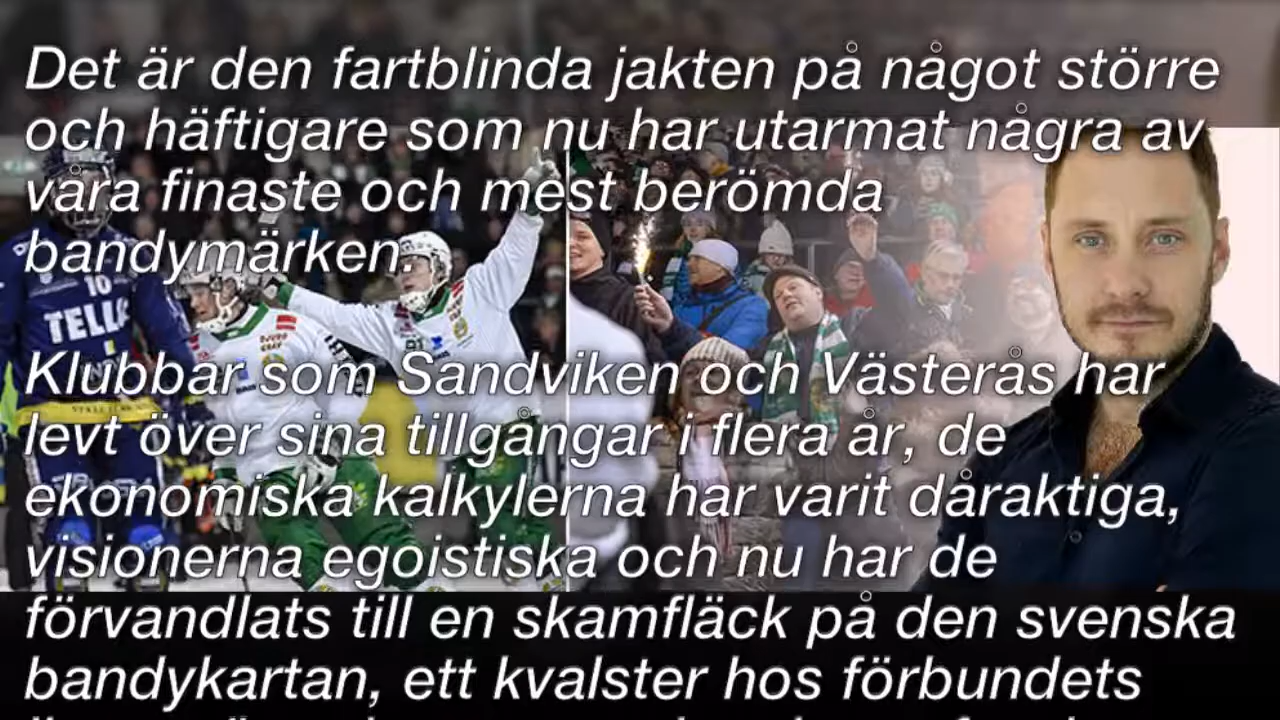 Det är den fartblinda jakten på något större
och häftigare som nu har utarmat några av
våra finaste och mest berömda
bandymärken.
Klubbar som Sandviken och Västerås har
levt över sina tillgångar i flera år, de
ekonomiska kalkylerna har varit dåraktiga,
visionerna egoistiska och nu har de
förvandlats till en skamfläck på den svenska
bandykartan, ett kvalster hos förbundets
10
TELL